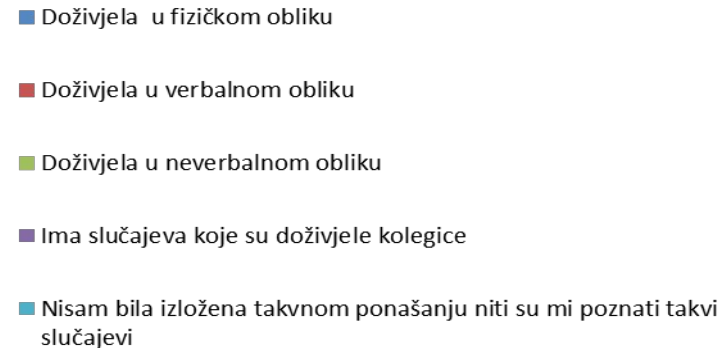 Doživjela u fizičkom obliku
Doživjela u verbalnom obliku
Doživjela u neverbalnom obliku
Ima slučajeva koje su doživjele kolegice
Nisam bila izložena takvnom ponašanju niti su mi poznati takvi
slučajevi